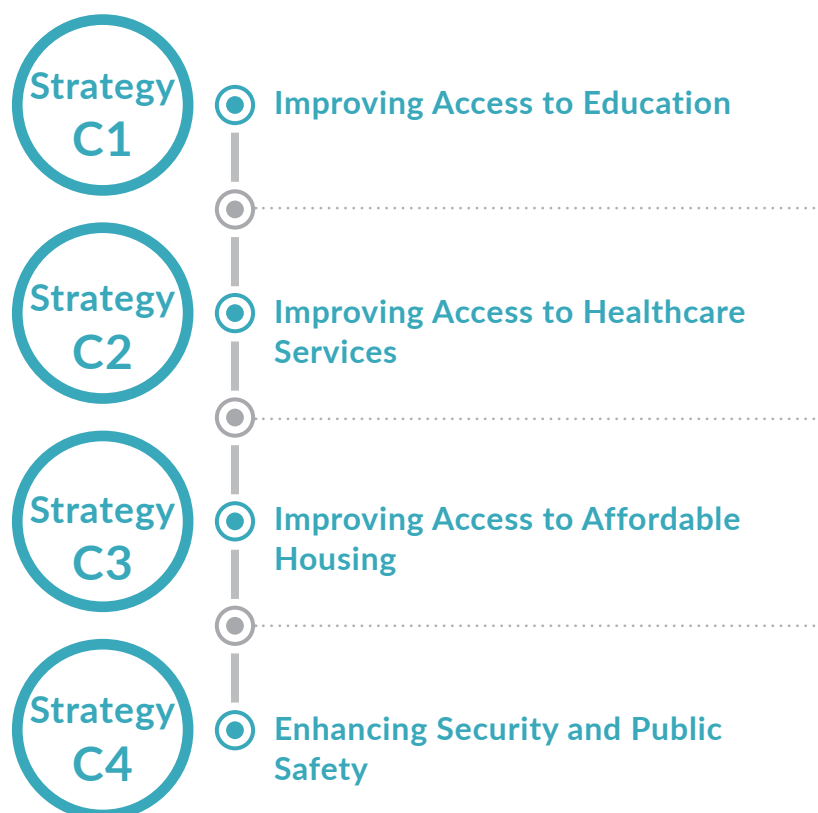 Strategy
C1
Improving Access to Education
Strategy
C2
Improving Access to Healthcare
Services
Strategy
C3
Improving Access to Affordable
Housing
Strategy
C4
Enhancing Security and Public
Safety